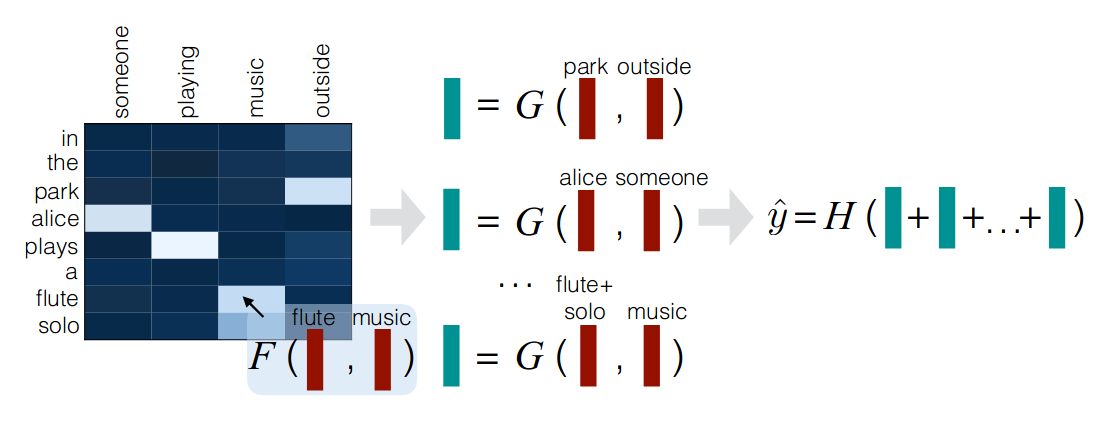 someone playing music outside
in
the
park
alice
plays
a
flute
solo
flute music
F ( , )
park outside
= G ( , )
alice someone
= G ( , )
... flute+
solo music
= G ( , )
ŷ = H ( + + ... + )